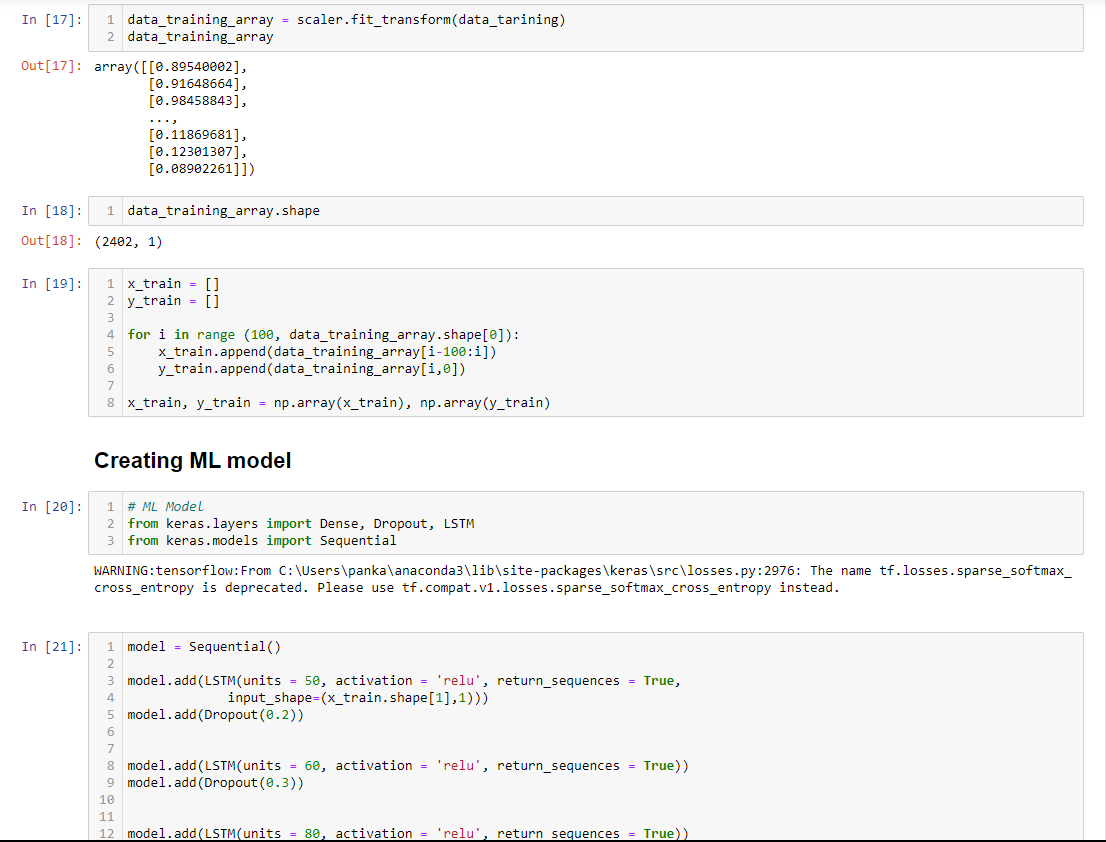 In [17]:
1 data_training_array = scaler.fit_transform(data_tarining)
2 data_training_array
Out[17]: array([[0.89540002],
[0.91648664],
[0.98458843],
...,
[0.11869681],
[0.12301307],
[0.08902261]])
In [18]:
1 data_training_array.shape
Out[18]: (2402, 1)
In [19]:
1 x_train = []
2 y_train = []
3
4 for i in range (100, data_training_array.shape[0]):
5     x_train.append(data_training_array[i-100:i])
6     y_train.append(data_training_array[i,0])
7
8 x_train, y_train = np.array(x_train), np.array(y_train)
Creating ML model
In [20]:
1 # ML Model
2 from keras.layers import Dense, Dropout, LSTM
3 from keras.models import Sequential
WARNING:tensorflow:From C:\Users\panka\anaconda3\lib\site-packages\keras\src\losses.py:2976: The name tf.losses.sparse_softmax_
cross_entropy is deprecated. Please use tf.compat.v1.losses.sparse_softmax_cross_entropy instead.
In [21]:
1 model = Sequential()
2
3 model.add(LSTM(units = 50, activation = 'relu', return_sequences = True,
4              input_shape=(x_train.shape[1],1)))
5 model.add(Dropout(0.2))
6
7
8 model.add(LSTM(units = 60, activation = 'relu', return_sequences = True))
9 model.add(Dropout(0.3))
10
11
12 model.add(LSTM(units = 80, activation = 'relu', return_sequences = True))